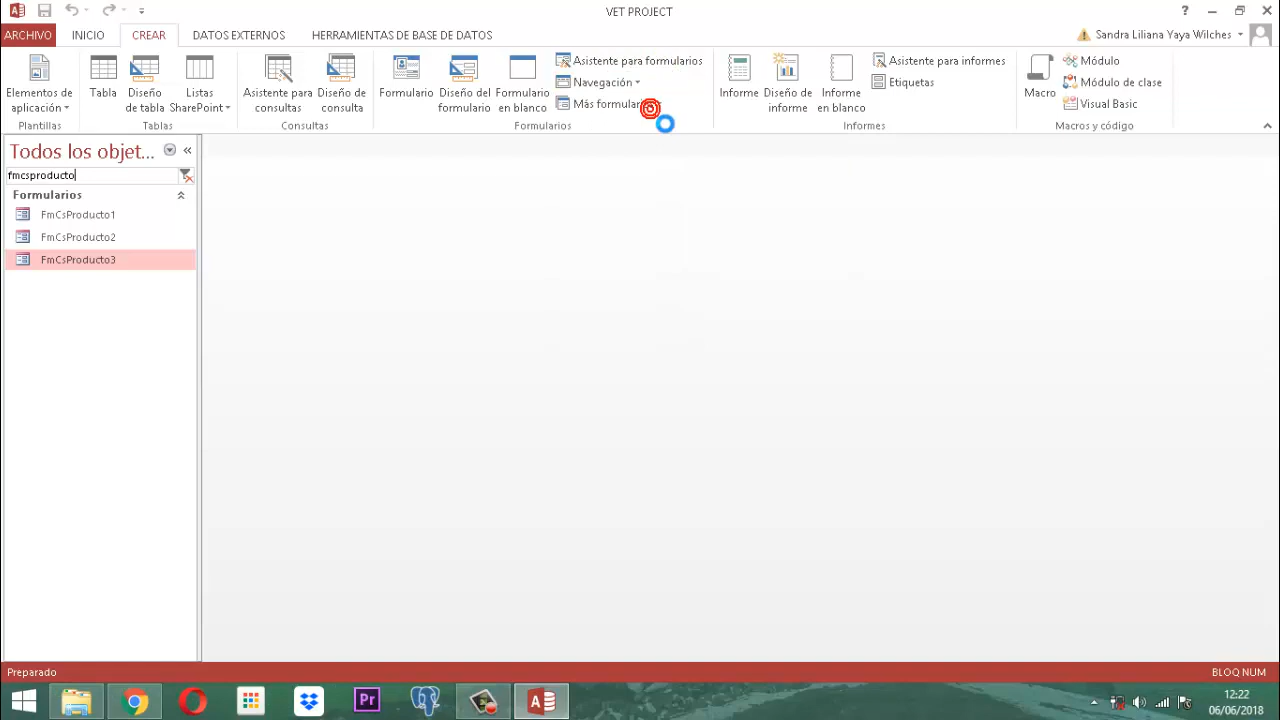 VET PROJECT
?
ARCHIVO INICIO CREAR DATOS EXTERNOS HERRAMIENTAS DE BASE DE DATOS Sandra Liliana Yaya Wilches
Elementos de aplicación
Plantillas
Tabla
Diseño de tabla
Listas SharePoint
Tablas
Asistente para consultas
Diseño de consulta
Consultas
Formulario
Diseño del formulario
Formulario en blanco
Asistente para formularios
Navegación
Más
Formularios
Informe
Diseño de informe
Informe en blanco
Asistente para informes
Etiquetas
Informes
Macro
Módulo
Módulo de clase
Visual Basic
Macros y código
Todos los objet...
fmcsproducto
Formularios
FmCsProducto1
FmCsProducto2
FmCsProducto3
Preparado
BLOQ NUM
Pr
12:22
06/06/2018